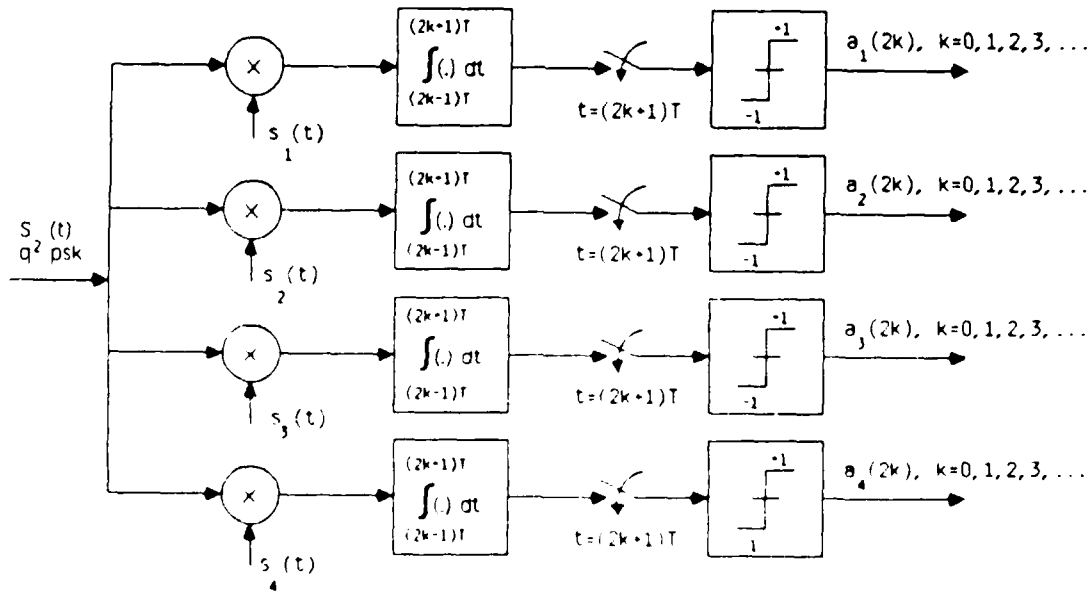 (2k+1)T
∫(.) dt
(2k-1)T
+1
-1
a₁(2k), k=0, 1, 2, 3, ...
s₁(t)
t=(2k+1)T
(2k+1)T
∫(.) dt
(2k-1)T
+1
-1
a₂(2k), k=0, 1, 2, 3, ...
s₂(t)
t=(2k+1)T
S (t)
q² psk
(2k+1)T
∫(.) dt
(2k-1)T
+1
-1
a₃(2k), k=0, 1, 2, 3, ...
s₃(t)
t=(2k+1)T
(2k+1)T
∫(.) dt
(2k-1)T
+1
1
a₄(2k), k=0, 1, 2, 3, ...
s₄(t)
t=(2k+1)T